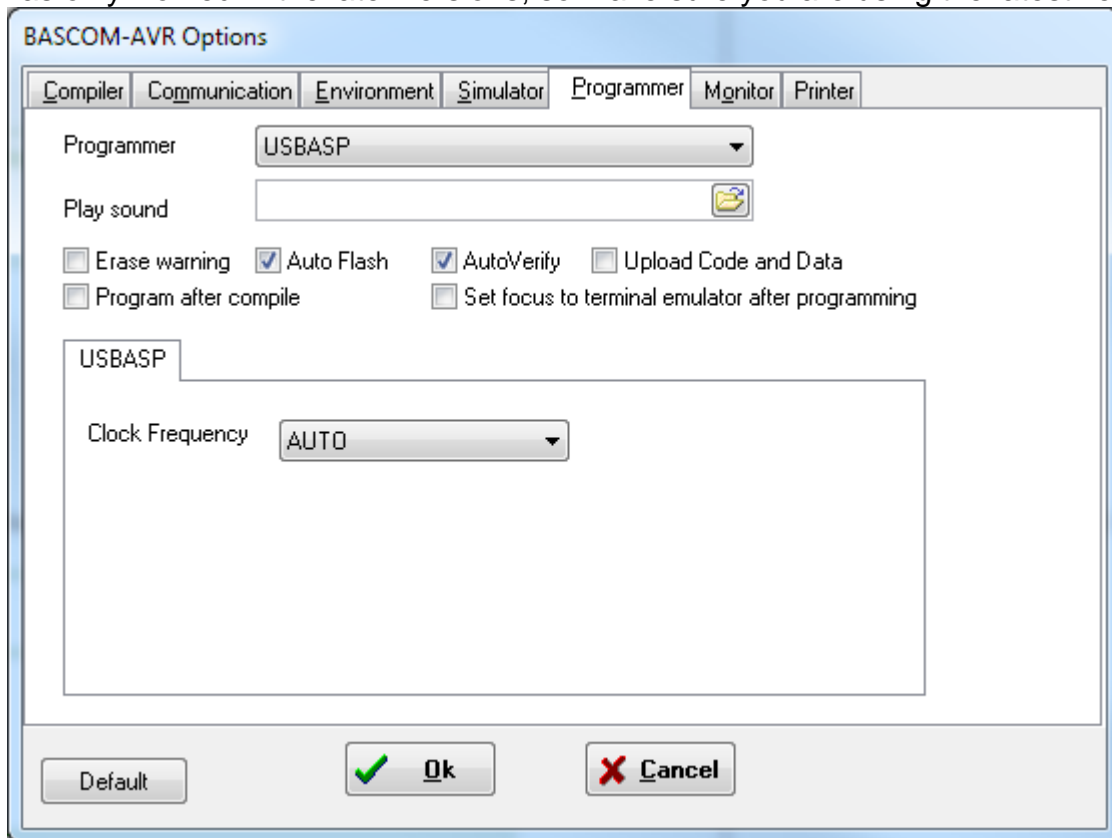 BASCOM-AVR Options
Compiler Communication Environment Simulator Programmer Monitor Printer
Programmer USBASP
Play sound
Erase warning Auto Flash AutoVerify Upload Code and Data
Program after compile Set focus to terminal emulator after programming
USBASP
Clock Frequency AUTO
Default Ok Cancel